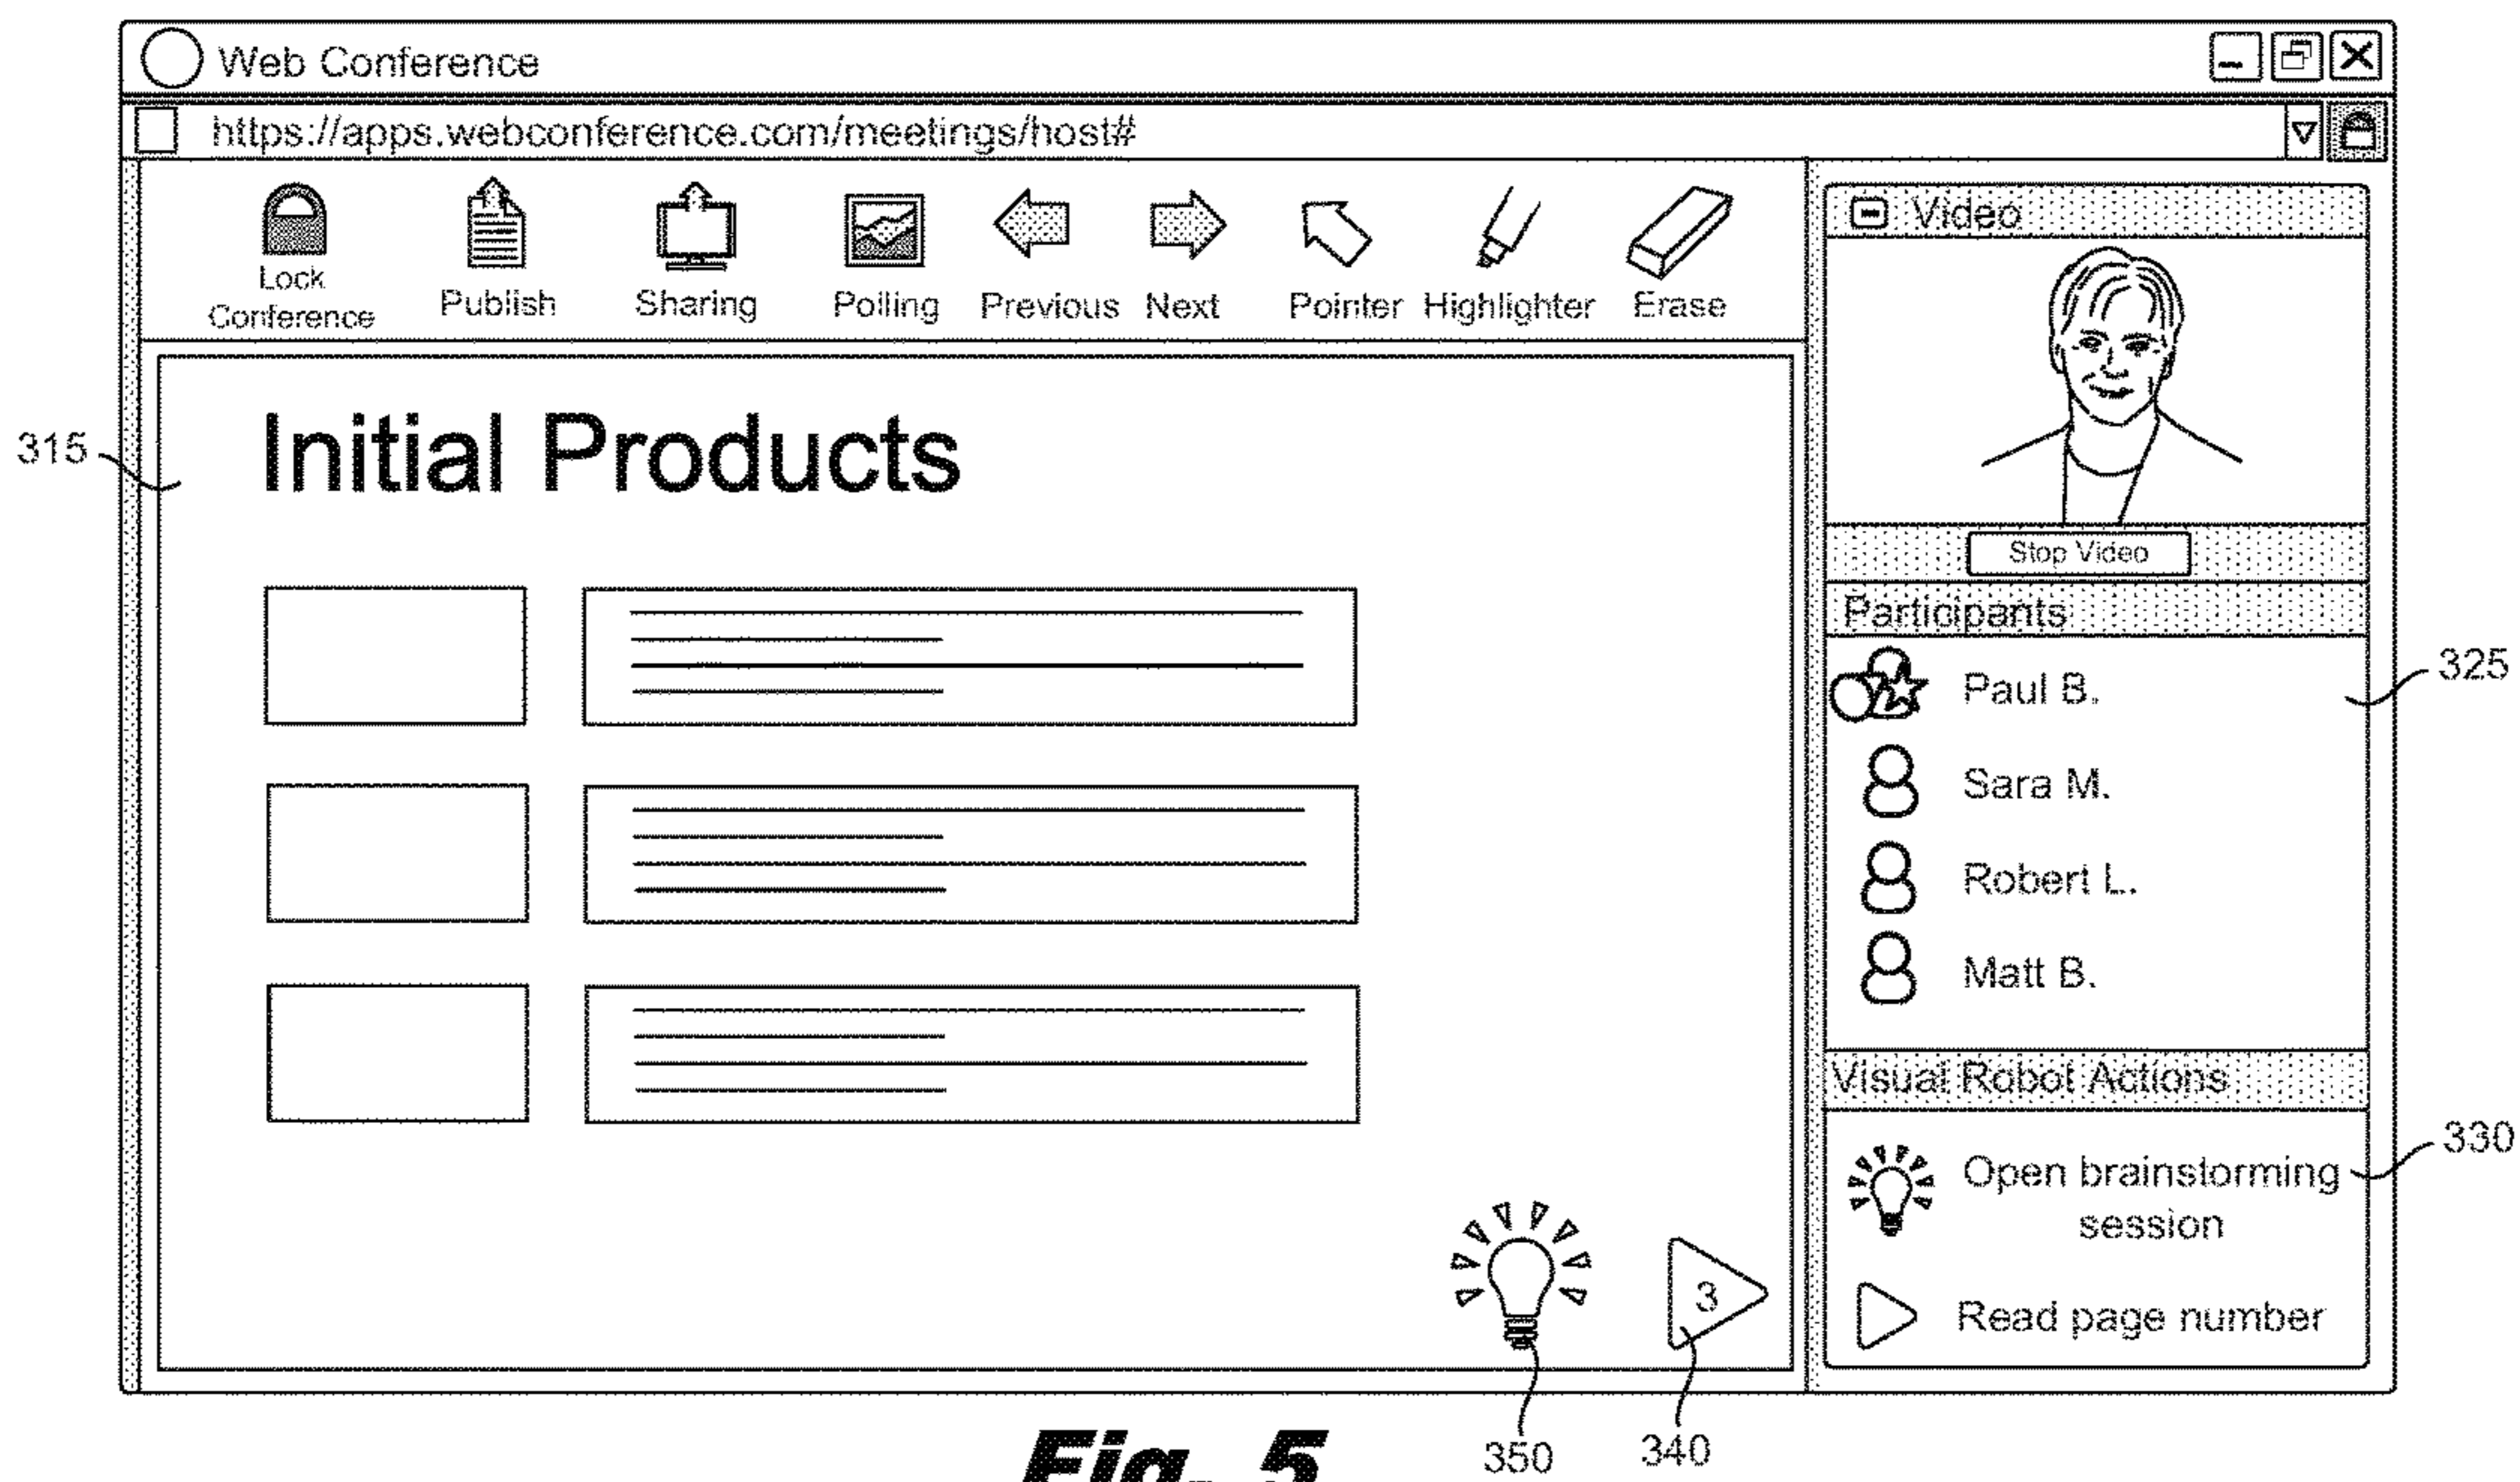 Web Conference
https://apps.webconference.com/meetings/host#
Lock
Conference
Publish
Sharing
Polling
Previous
Next
Pointer
Highlighter
Erase
Video
Stop Video
Initial Products
315
Participants
Paul B.
325
Sara M.
Robert L.
Matt B.
Visual Robot Actions
Open brainstorming
session
330
Read page number
3
350
340
Fig. 5